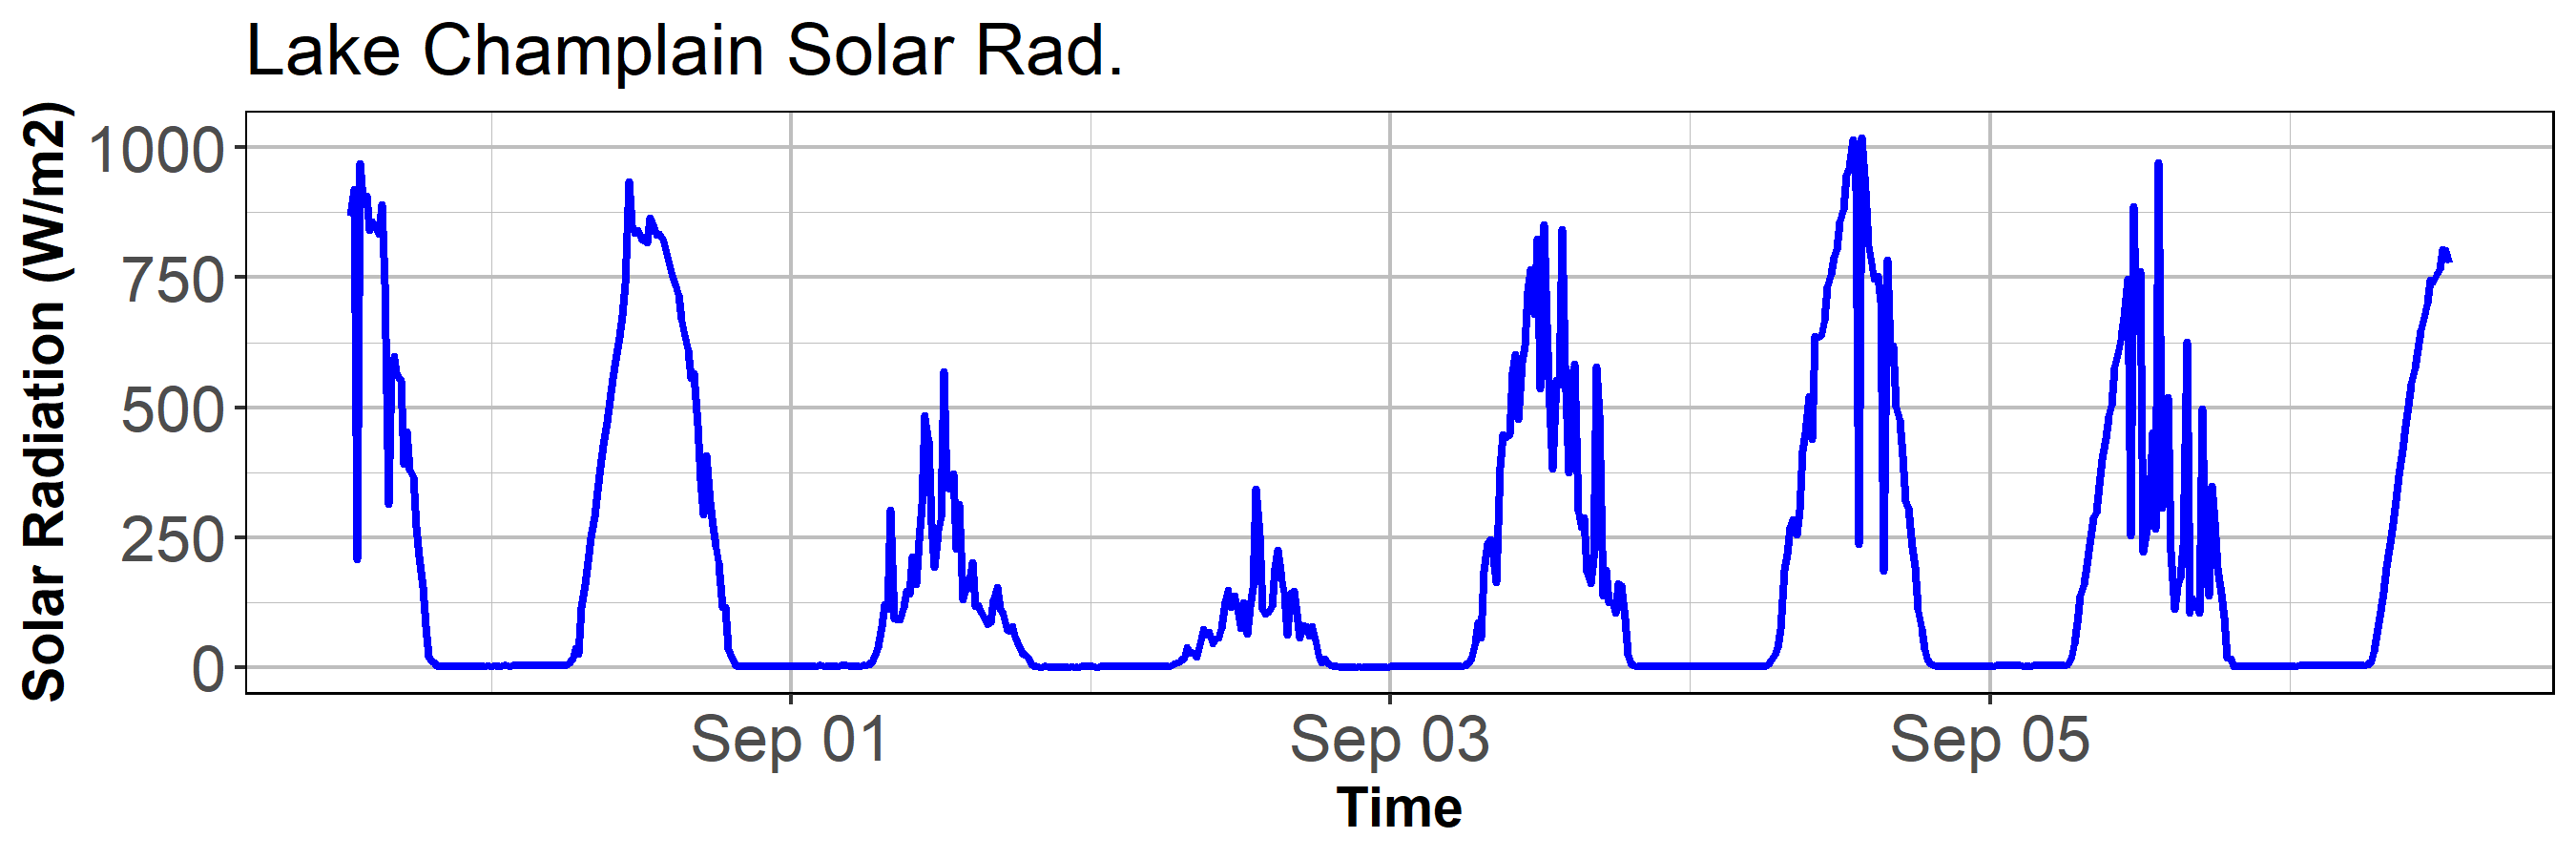 Lake Champlain Solar Rad.
Solar Radiation (W/m2)
1000
750
500
250
0
Sep 01
Sep 03
Sep 05
Time